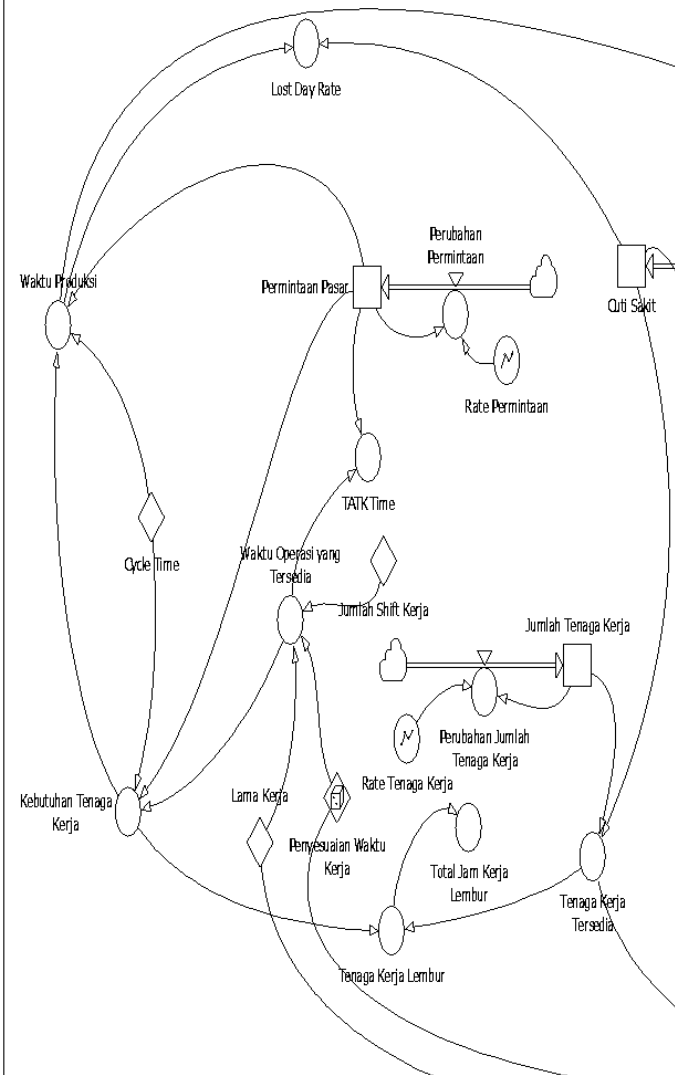 Lost Day Rate
Perubahan
Permintaan
Waktu Produksi
Permintaan Pasar
Cuti Sakit
Rate Permintaan
TATK Time
Cycle Time
Waktu Operasi yang
Tersedia
Jumlah Shift Kerja
Jumlah Tenaga Kerja
Perubahan Jumlah
Tenaga Kerja
Rate Tenaga Kerja
Kebutuhan Tenaga
Kerja
Lama Kerja
Penyesuaian Waktu
Kerja
Total Jam Kerja
Lembur
Tenaga Kerja
Tersedia
Tenaga Kerja Lembur